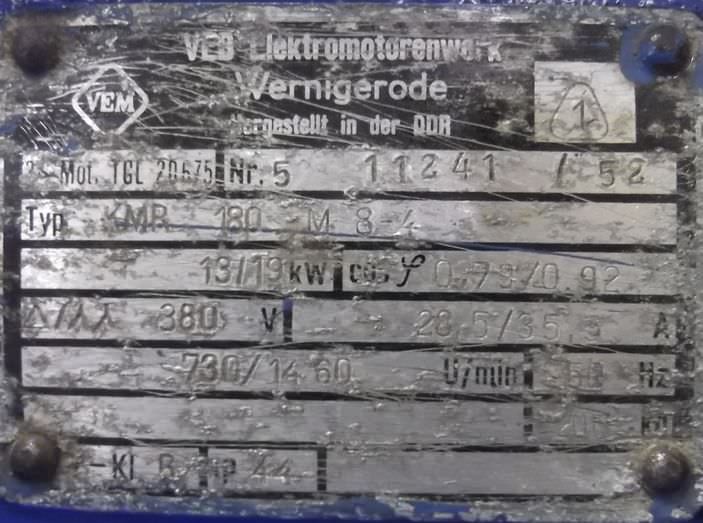 VEB Elektromotorenwerk
Wernigerode
VEM
Hergestellt in der DDR
1
Mot. TGL 20675 Nr. 5 11241 / 52
Typ KMR 180 M 8-4
13/19 kW cos φ 0.73/0.92
△/⅄⅄ 380 V 28,5/35,5 A
730/1460 U/min 50 Hz
-Kl B IP 44